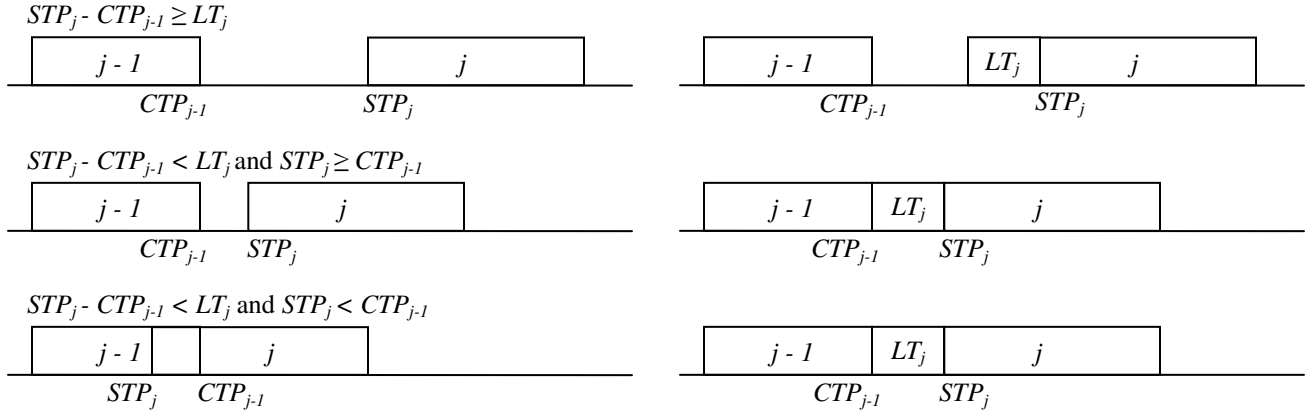 STPj - CTPj-1 ≥ LTj
j - 1 j j - 1 LTj j
CTPj-1 STPj CTPj-1 STPj
STPj - CTPj-1 < LTj and STPj ≥ CTPj-1
j - 1 j j - 1 LTj j
CTPj-1 STPj CTPj-1 STPj
STPj - CTPj-1 < LTj and STPj < CTPj-1
j - 1 j j - 1 LTj j
STPj CTPj-1 CTPj-1 STPj